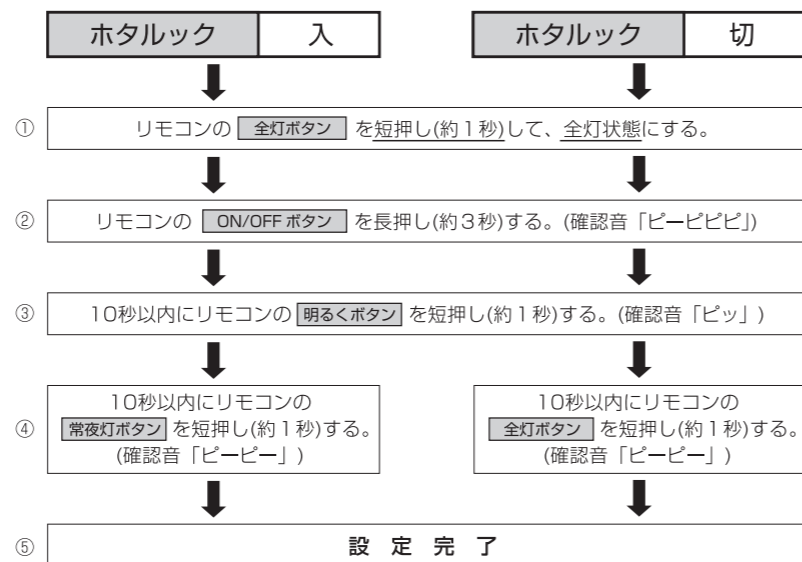 ホタルック 入
ホタルック 切
① リモコンの 全灯ボタン を短押し(約1秒)して、全灯状態にする。
② リモコンの ON/OFF ボタン を長押し(約3秒)する。(確認音「ピーピピピ」)
③ 10秒以内にリモコンの 明るくボタン を短押し(約1秒)する。(確認音「ピッ」)
④ 10秒以内にリモコンの
常夜灯ボタン を短押し(約1秒)する。
(確認音「ピーピー」)
10秒以内にリモコンの
全灯ボタン を短押し(約1秒)する。
(確認音「ピーピー」)
⑤ 設 定 完 了